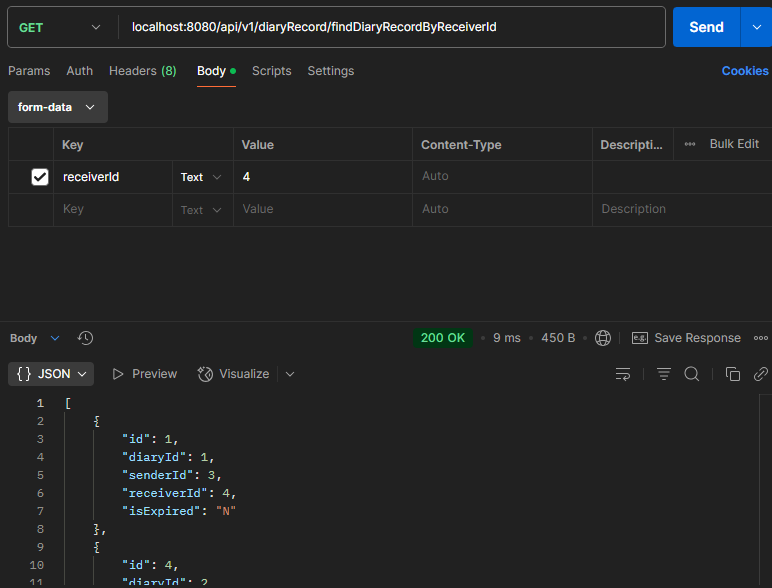 GET localhost:8080/api/v1/diaryRecord/findDiaryRecordByReceiverId Send
Params Auth Headers (8) Body Scripts Settings Cookies
form-data
Key Value Content-Type Descripti... Bulk Edit
receiverId Text 4 Auto
Key Text Value Auto Description
Body 200 OK 9 ms 450 B e.g. Save Response
{} JSON Preview Visualize
1 [
2 {
3 "id": 1,
4 "diaryId": 1,
5 "senderId": 3,
6 "receiverId": 4,
7 "isExpired": "N"
8 },
9 {
10 "id": 4,
11 "diaryId": 2